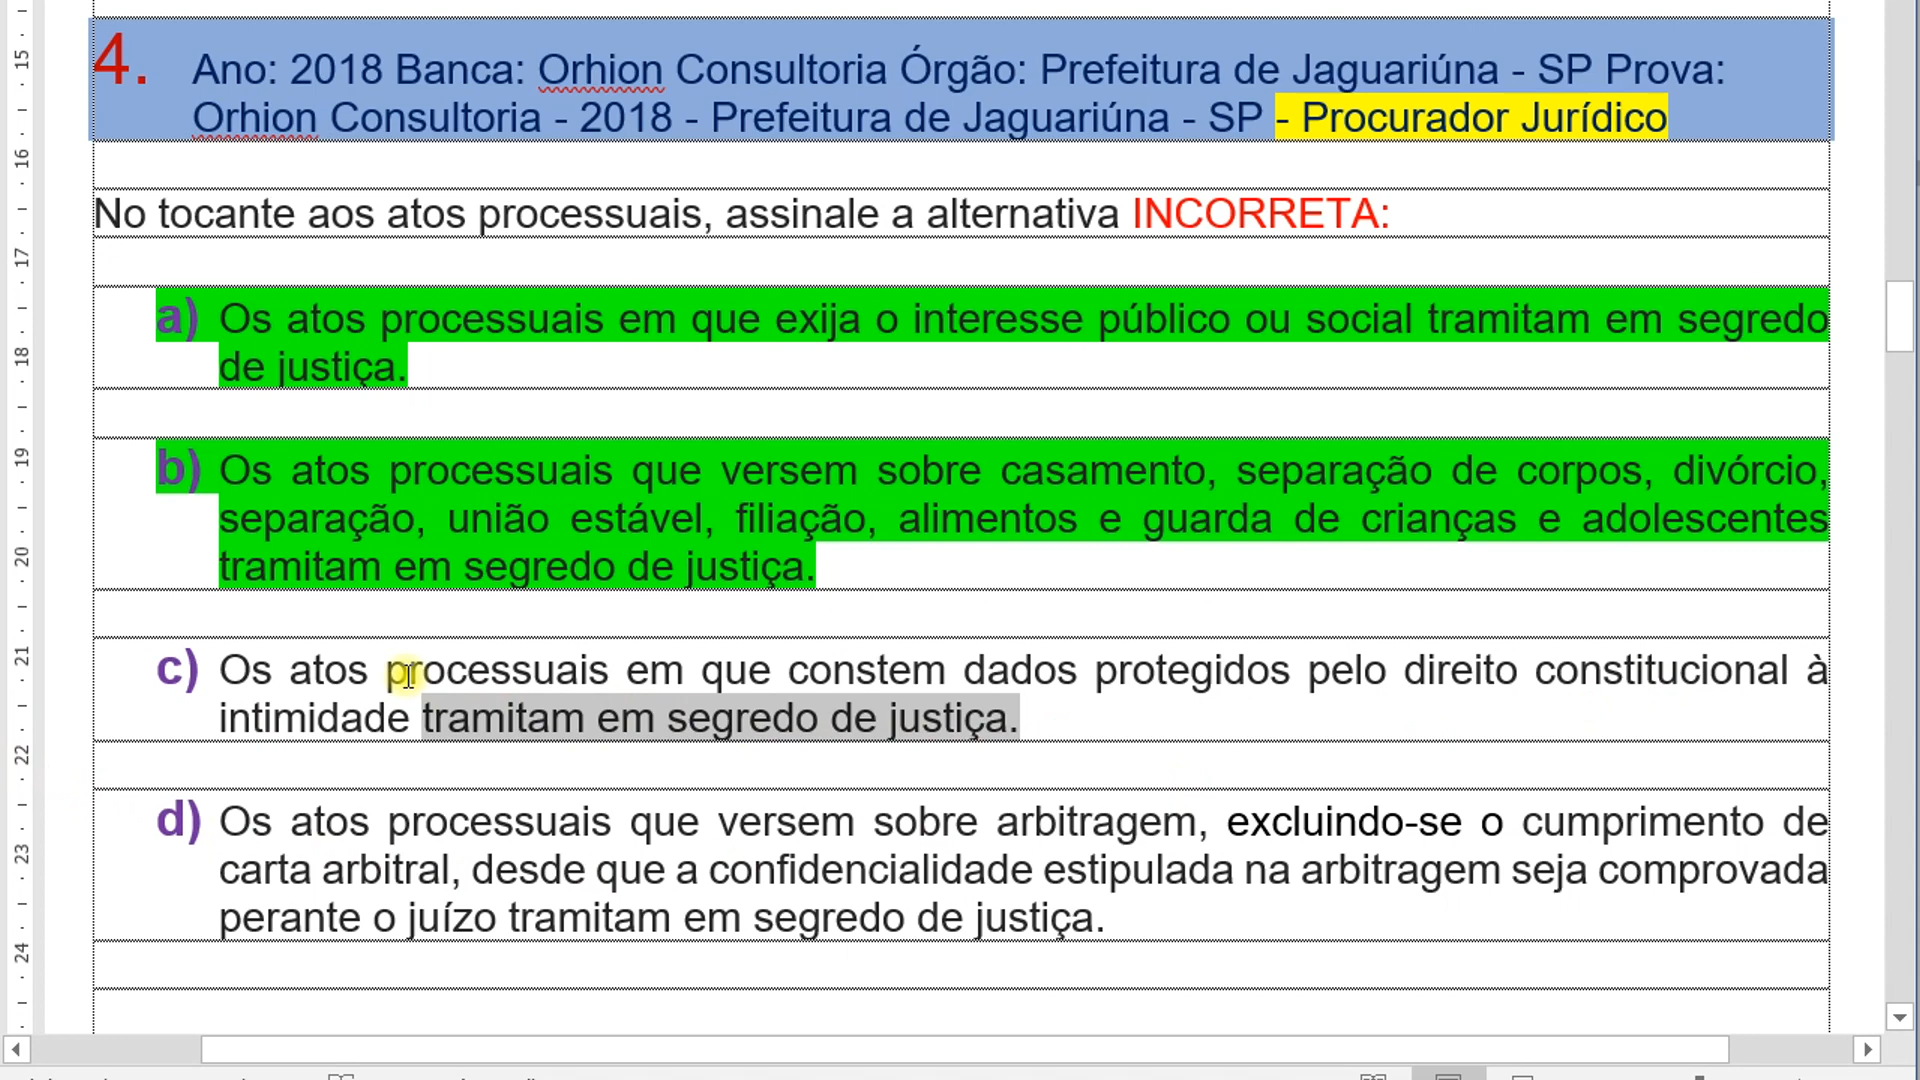 4. Ano: 2018 Banca: Orhion Consultoria Órgão: Prefeitura de Jaguariúna - SP Prova:
Orhion Consultoria - 2018 - Prefeitura de Jaguariúna - SP - Procurador Jurídico
No tocante aos atos processuais, assinale a alternativa INCORRETA:
a) Os atos processuais em que exija o interesse público ou social tramitam em segredo
de justiça.
b) Os atos processuais que versem sobre casamento, separação de corpos, divórcio,
separação, união estável, filiação, alimentos e guarda de crianças e adolescentes
tramitam em segredo de justiça.
c) Os atos processuais em que constem dados protegidos pelo direito constitucional à
intimidade tramitam em segredo de justiça.
d) Os atos processuais que versem sobre arbitragem, excluindo-se o cumprimento de
carta arbitral, desde que a confidencialidade estipulada na arbitragem seja comprovada
perante o juízo tramitam em segredo de justiça.
15
16
17
18
19
20
21
22
23
24